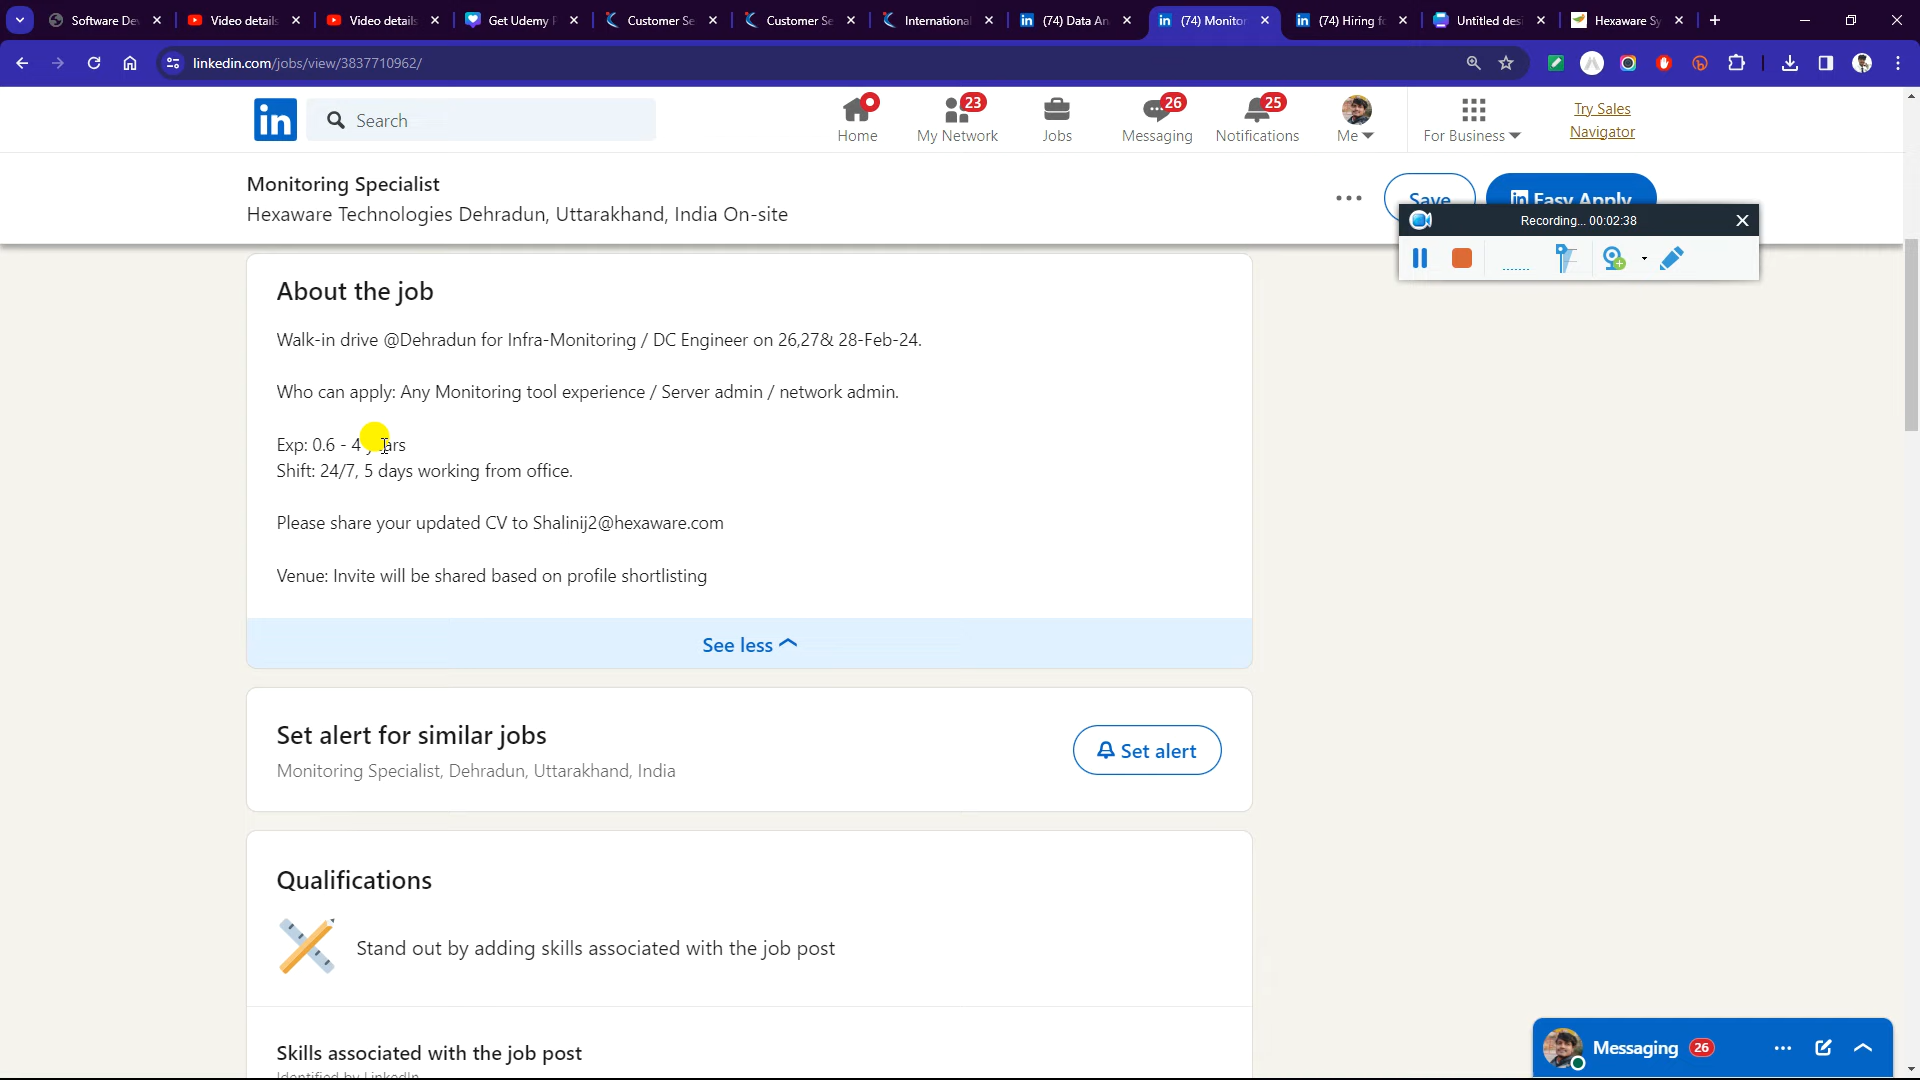 Software De
Video details
Video details
Get Udemy
Customer Se
Customer Se
International
(74) Data An
(74) Monitor
(74) Hiring f
Untitled des
Hexaware Sy
linkedin.com/jobs/view/3837710962/
in
Search
Home
23
My Network
Jobs
26
Messaging
25
Notifications
Me
For Business
Try Sales
Navigator
Monitoring Specialist
Hexaware Technologies Dehradun, Uttarakhand, India On-site
Save
in Easy Apply
Recording... 00:02:38
About the job
Walk-in drive @Dehradun for Infra-Monitoring / DC Engineer on 26,27& 28-Feb-24.
Who can apply: Any Monitoring tool experience / Server admin / network admin.
Exp: 0.6 - 4 years
Shift: 24/7, 5 days working from office.
Please share your updated CV to Shalinij2@hexaware.com
Venue: Invite will be shared based on profile shortlisting
See less
Set alert for similar jobs
Monitoring Specialist, Dehradun, Uttarakhand, India
Set alert
Qualifications
Stand out by adding skills associated with the job post
Skills associated with the job post
Identified by LinkedIn
Messaging 26